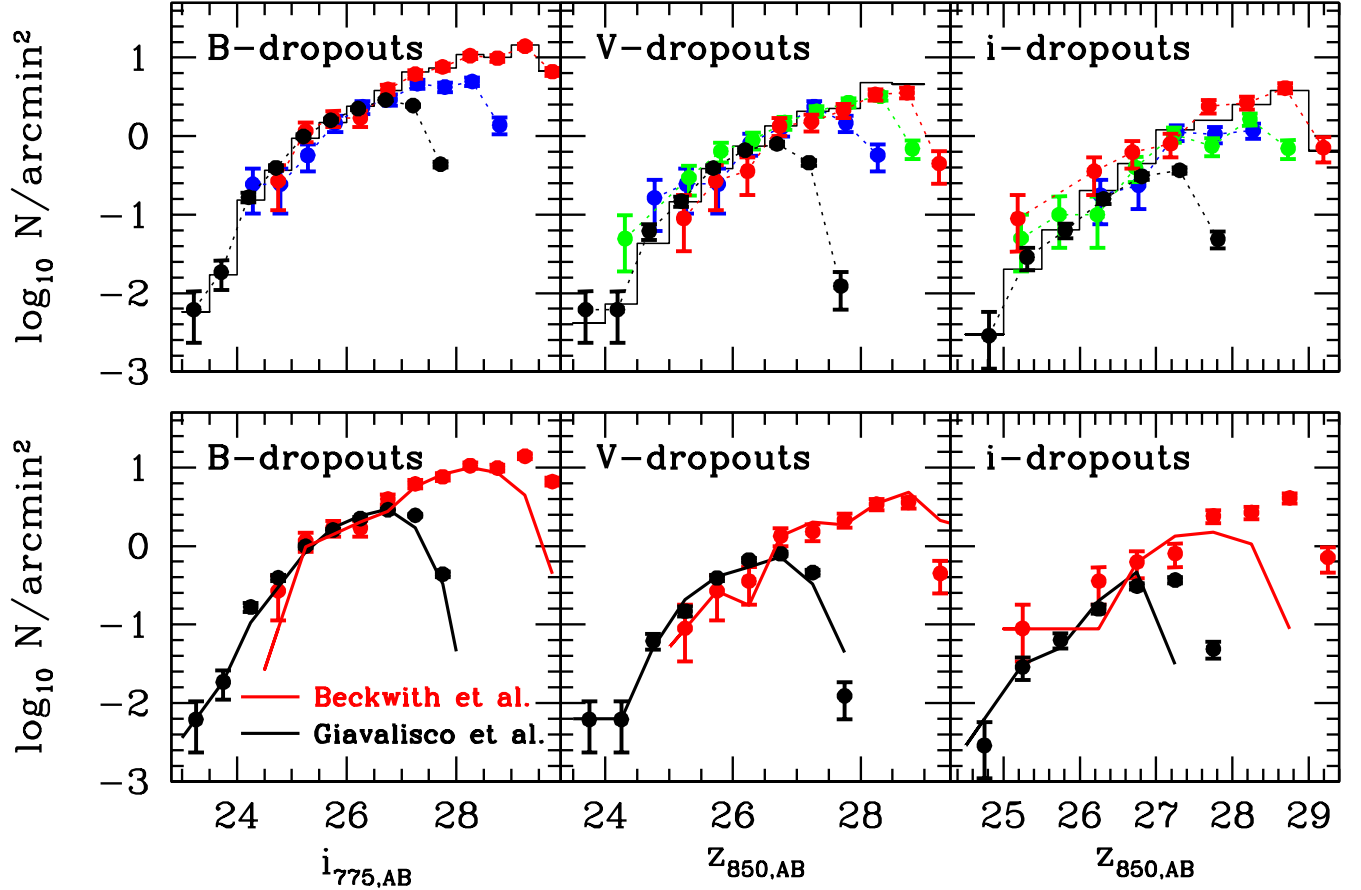 B-dropouts
V-dropouts
i-dropouts
log10 N/arcmin²
1
0
−1
−2
−3
B-dropouts
V-dropouts
i-dropouts
log10 N/arcmin²
1
0
−1
−2
−3
Beckwith et al.
Giavalisco et al.
24 26 28
24 26 28
25 26 27 28 29
i775,AB
z850,AB
z850,AB